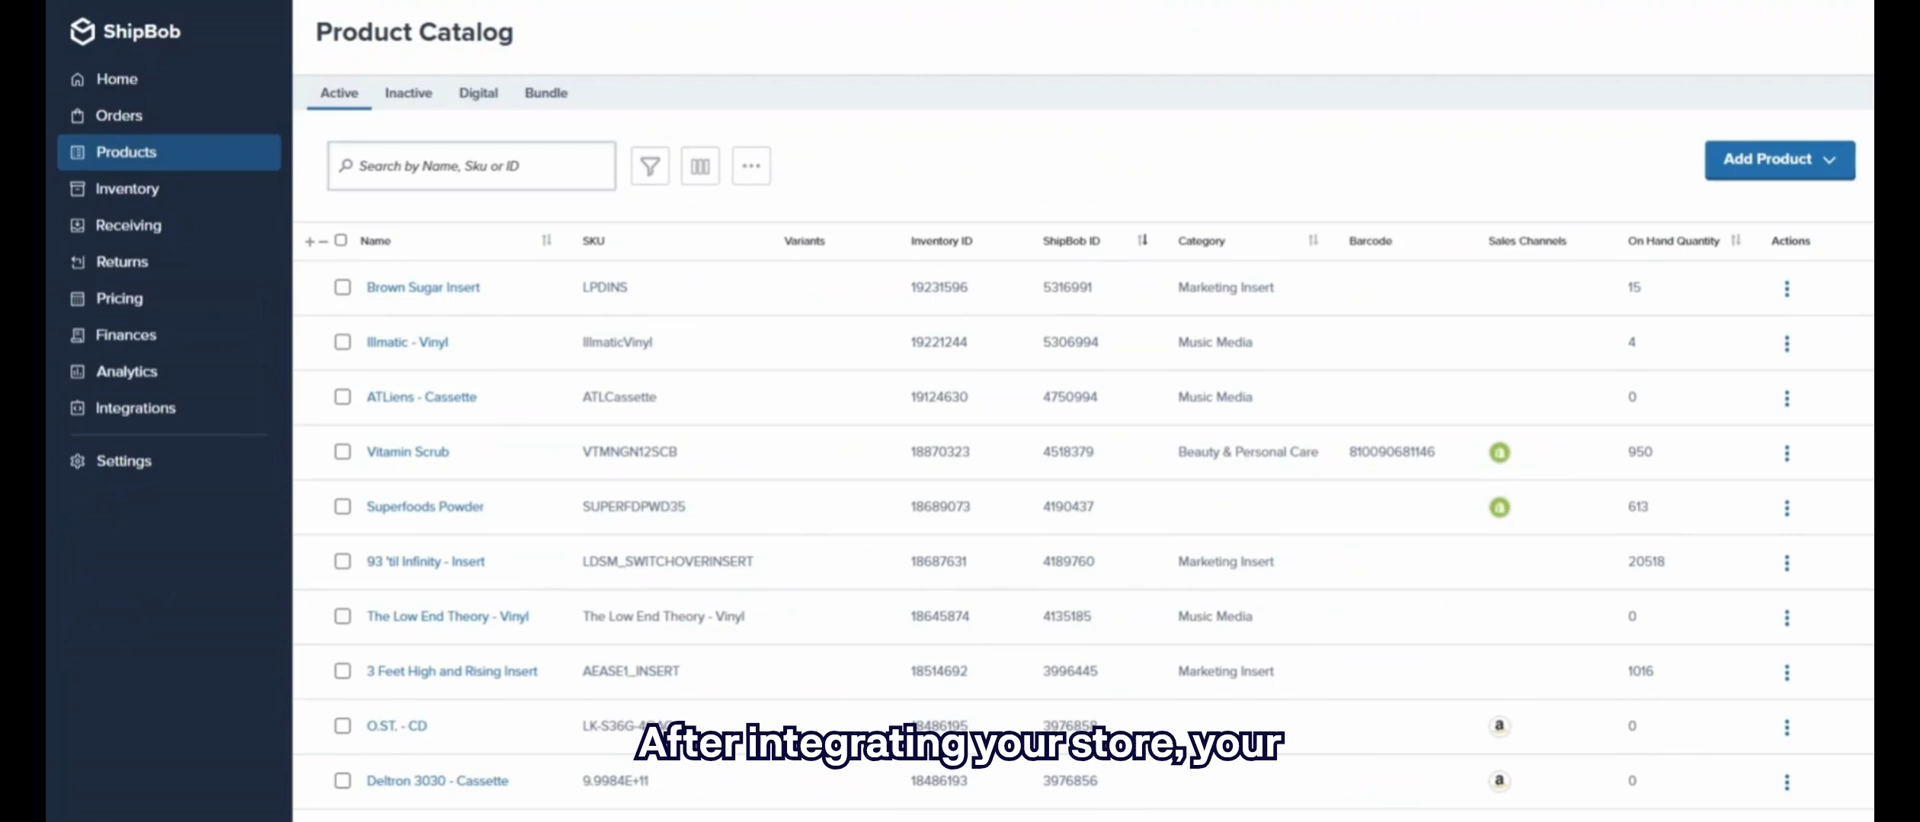 ShipBob
Product Catalog
Home
Orders
Products
Inventory
Receiving
Returns
Pricing
Finances
Analytics
Integrations
Settings
Active Inactive Digital Bundle
Search by Name, Sku or ID
Add Product
Name SKU Variants Inventory ID ShipBob ID Category Barcode Sales Channels On Hand Quantity Actions
Brown Sugar Insert LPDINS 19231596 5316991 Marketing Insert 15
Illmatic - Vinyl IllmaticVinyl 19221244 5306994 Music Media 4
ATLiens - Cassette ATLCassette 19124630 4750994 Music Media 0
Vitamin Scrub VTMNGN12SCB 18870323 4518379 Beauty & Personal Care 810090681146 950
Superfoods Powder SUPERFDPWD35 18689073 4190437 613
93 'til Infinity - Insert LDSM_SWITCHOVERINSERT 18687631 4189760 Marketing Insert 20518
The Low End Theory - Vinyl The Low End Theory - Vinyl 18645874 4135185 Music Media 0
3 Feet High and Rising Insert AEASE1_INSERT 18514692 3996445 Marketing Insert 1016
O.S.T. - CD 18486195 3976858 a 0
After integrating your store, your
Deltron 3030 - Cassette 9.9984E+11 18486193 3976856 a 0